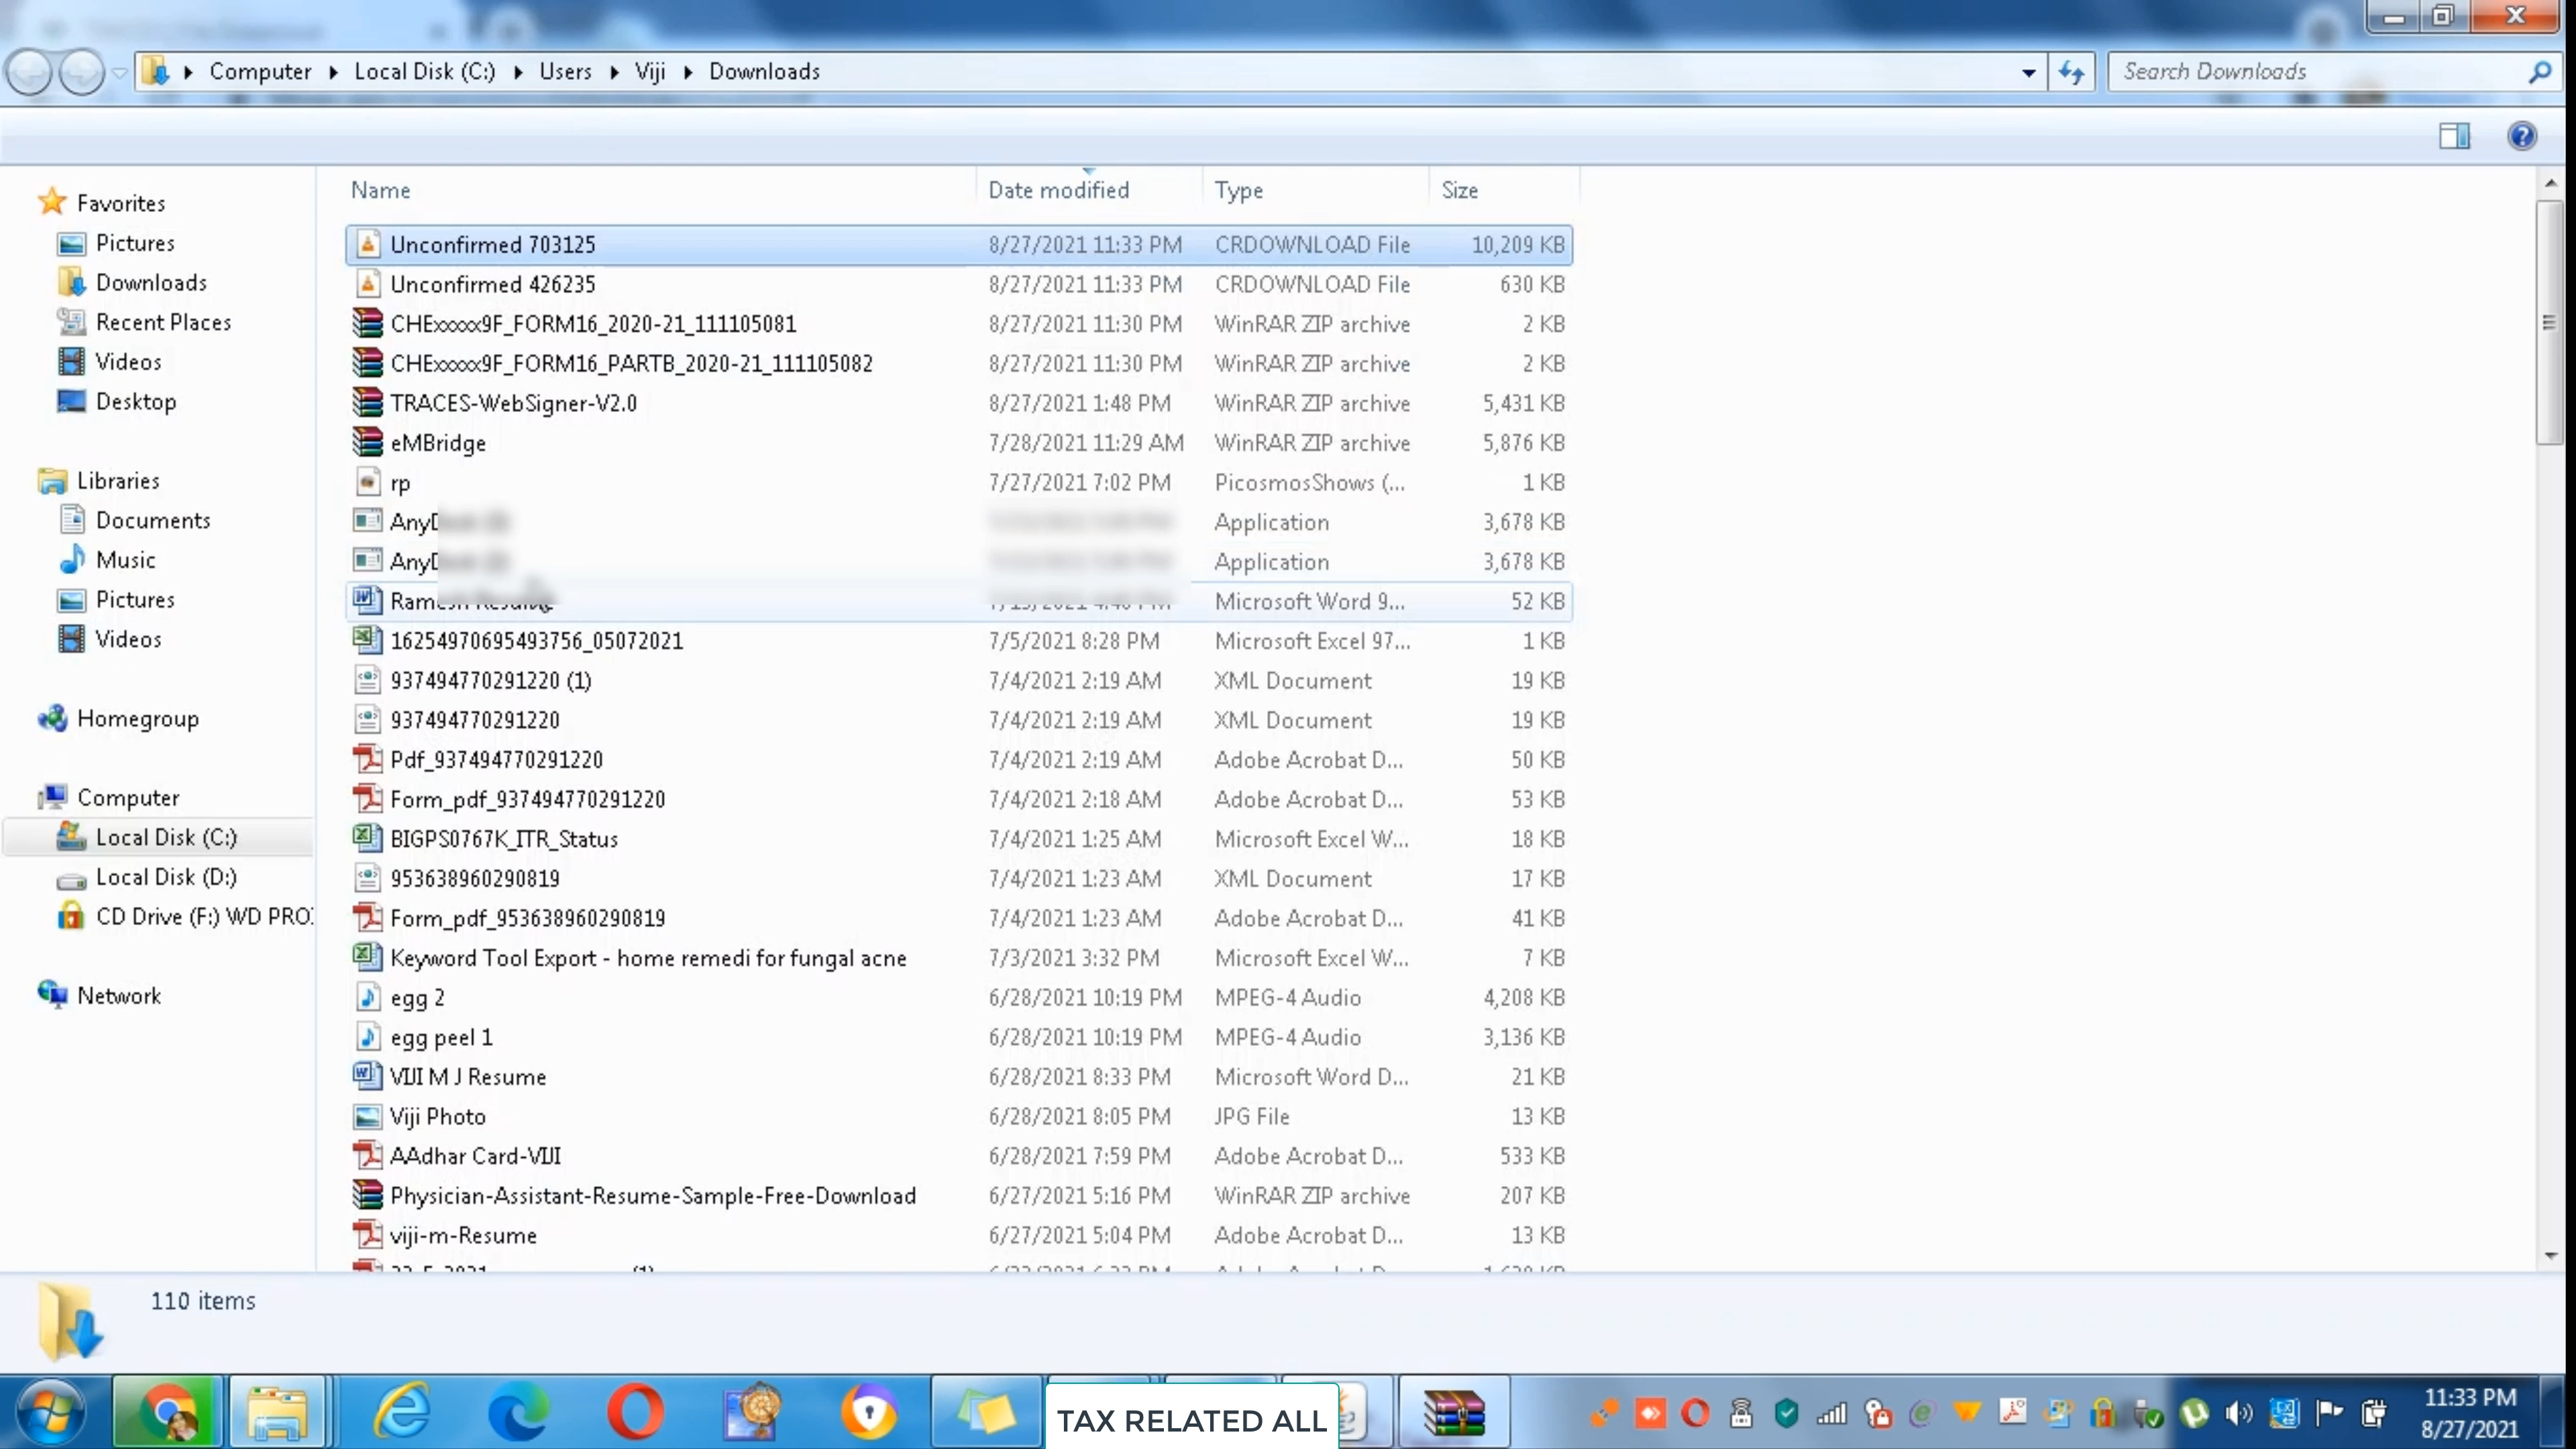 Computer Local Disk (C:) Users Viji Downloads
Search Downloads
Name Date modified Type Size
Favorites
Pictures
Downloads
Recent Places
Videos
Desktop
Libraries
Documents
Music
Pictures
Videos
Homegroup
Computer
Local Disk (C:)
Local Disk (D:)
CD Drive (F:) WD PRO
Network
Unconfirmed 703125 8/27/2021 11:33 PM CRDOWNLOAD File 10,209 KB
Unconfirmed 426235 8/27/2021 11:33 PM CRDOWNLOAD File 630 KB
CHExxxxx9F_FORM16_2020-21_111105081 8/27/2021 11:30 PM WinRAR ZIP archive 2 KB
CHExxxxx9F_FORM16_PARTB_2020-21_111105082 8/27/2021 11:30 PM WinRAR ZIP archive 2 KB
TRACES-WebSigner-V2.0 8/27/2021 1:48 PM WinRAR ZIP archive 5,431 KB
eMBridge 7/28/2021 11:29 AM WinRAR ZIP archive 5,876 KB
rp 7/27/2021 7:02 PM PicosmosShows (... 1 KB
Application 3,678 KB
Application 3,678 KB
Microsoft Word 9... 52 KB
16254970695493756_05072021 7/5/2021 8:28 PM Microsoft Excel 97... 1 KB
937494770291220 (1) 7/4/2021 2:19 AM XML Document 19 KB
937494770291220 7/4/2021 2:19 AM XML Document 19 KB
Pdf_937494770291220 7/4/2021 2:19 AM Adobe Acrobat D... 50 KB
Form_pdf_937494770291220 7/4/2021 2:18 AM Adobe Acrobat D... 53 KB
BIGPS0767K_ITR_Status 7/4/2021 1:25 AM Microsoft Excel W... 18 KB
953638960290819 7/4/2021 1:23 AM XML Document 17 KB
Form_pdf_953638960290819 7/4/2021 1:23 AM Adobe Acrobat D... 41 KB
Keyword Tool Export - home remedi for fungal acne 7/3/2021 3:32 PM Microsoft Excel W... 7 KB
egg 2 6/28/2021 10:19 PM MPEG-4 Audio 4,208 KB
egg peel 1 6/28/2021 10:19 PM MPEG-4 Audio 3,136 KB
VIJI M J Resume 6/28/2021 8:33 PM Microsoft Word D... 21 KB
Viji Photo 6/28/2021 8:05 PM JPG File 13 KB
AAdhar Card-VIJI 6/28/2021 7:59 PM Adobe Acrobat D... 533 KB
Physician-Assistant-Resume-Sample-Free-Download 6/27/2021 5:16 PM WinRAR ZIP archive 207 KB
viji-m-Resume 6/27/2021 5:04 PM Adobe Acrobat D... 13 KB
110 items
TAX RELATED ALL
11:33 PM
8/27/2021